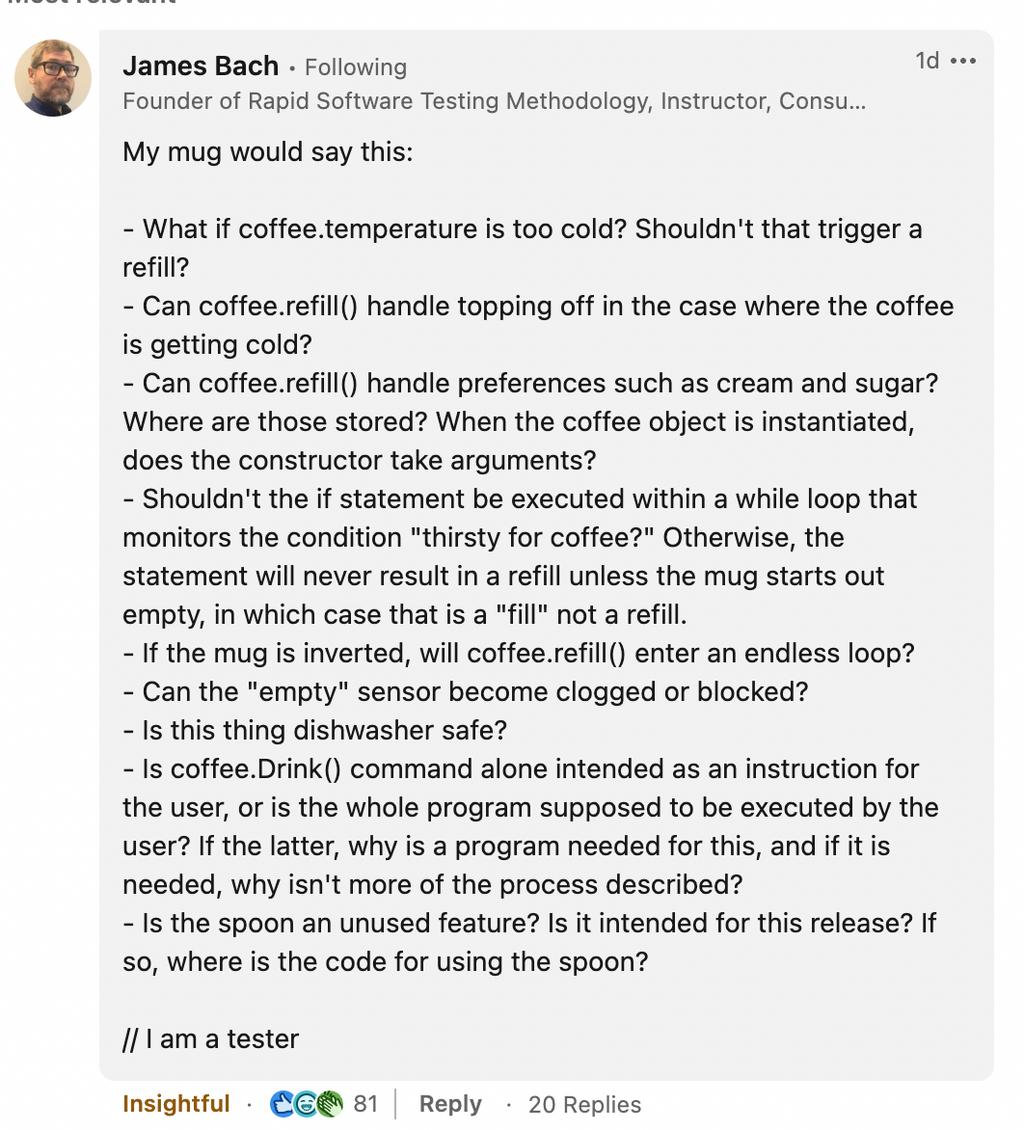 Most relevant
James Bach • Following
1d •••
Founder of Rapid Software Testing Methodology, Instructor, Consu...
My mug would say this:
- What if coffee.temperature is too cold? Shouldn't that trigger a
refill?
- Can coffee.refill() handle topping off in the case where the coffee
is getting cold?
- Can coffee.refill() handle preferences such as cream and sugar?
Where are those stored? When the coffee object is instantiated,
does the constructor take arguments?
- Shouldn't the if statement be executed within a while loop that
monitors the condition "thirsty for coffee?" Otherwise, the
statement will never result in a refill unless the mug starts out
empty, in which case that is a "fill" not a refill.
- If the mug is inverted, will coffee.refill() enter an endless loop?
- Can the "empty" sensor become clogged or blocked?
- Is this thing dishwasher safe?
- Is coffee.Drink() command alone intended as an instruction for
the user, or is the whole program supposed to be executed by the
user? If the latter, why is a program needed for this, and if it is
needed, why isn't more of the process described?
- Is the spoon an unused feature? Is it intended for this release? If
so, where is the code for using the spoon?
// I am a tester
Insightful · 81 | Reply · 20 Replies